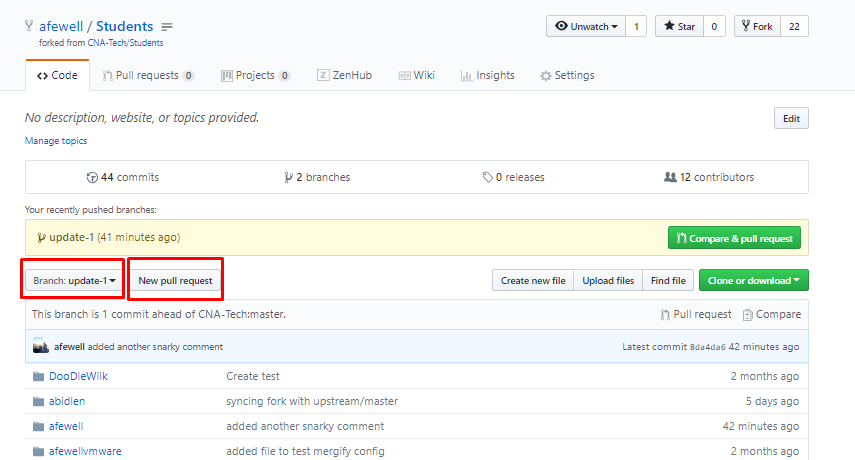 afewell / Students
Unwatch 1 Star 0 Fork 22
forked from CNA-Tech/Students
Code Pull requests 0 Projects 0 ZenHub Wiki Insights Settings
No description, website, or topics provided. Edit
Manage topics
44 commits 2 branches 0 releases 12 contributors
Your recently pushed branches:
update-1 (41 minutes ago) Compare & pull request
Branch: update-1 New pull request Create new file Upload files Find file Clone or download
This branch is 1 commit ahead of CNA-Tech:master. Pull request Compare
afewell added another snarky comment Latest commit 8da4da6 42 minutes ago
DooDleWilk Create test 2 months ago
abidlen syncing fork with upstream/master 5 days ago
afewell added another snarky comment 42 minutes ago
afewellvmware added file to test mergify config 2 months ago